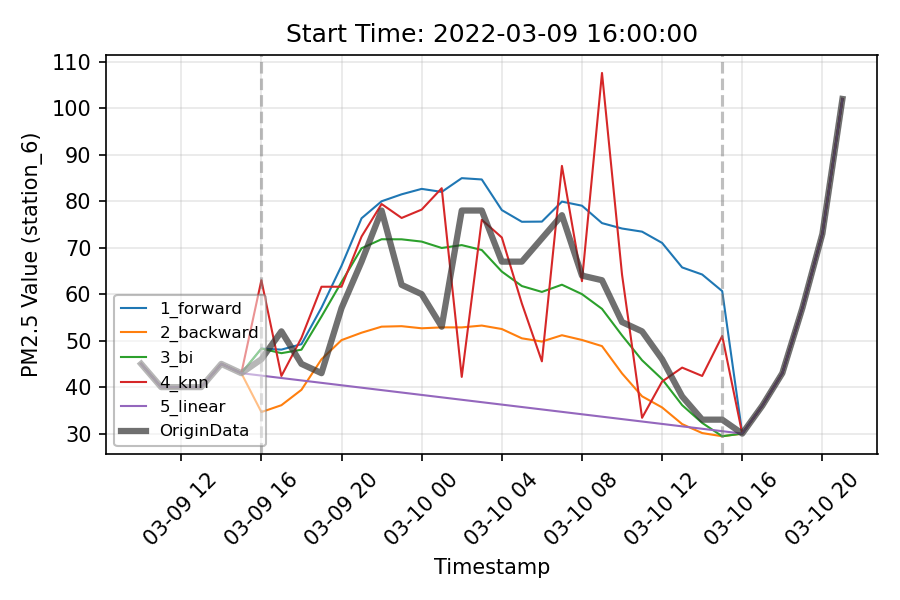 Start Time: 2022-03-09 16:00:00
PM2.5 Value (station_6)
110
100
90
80
70
60
50
40
30
1_forward
2_backward
3_bi
4_knn
5_linear
OriginData
03-09 12
03-09 16
03-09 20
03-10 00
03-10 04
03-10 08
03-10 12
03-10 16
03-10 20
Timestamp